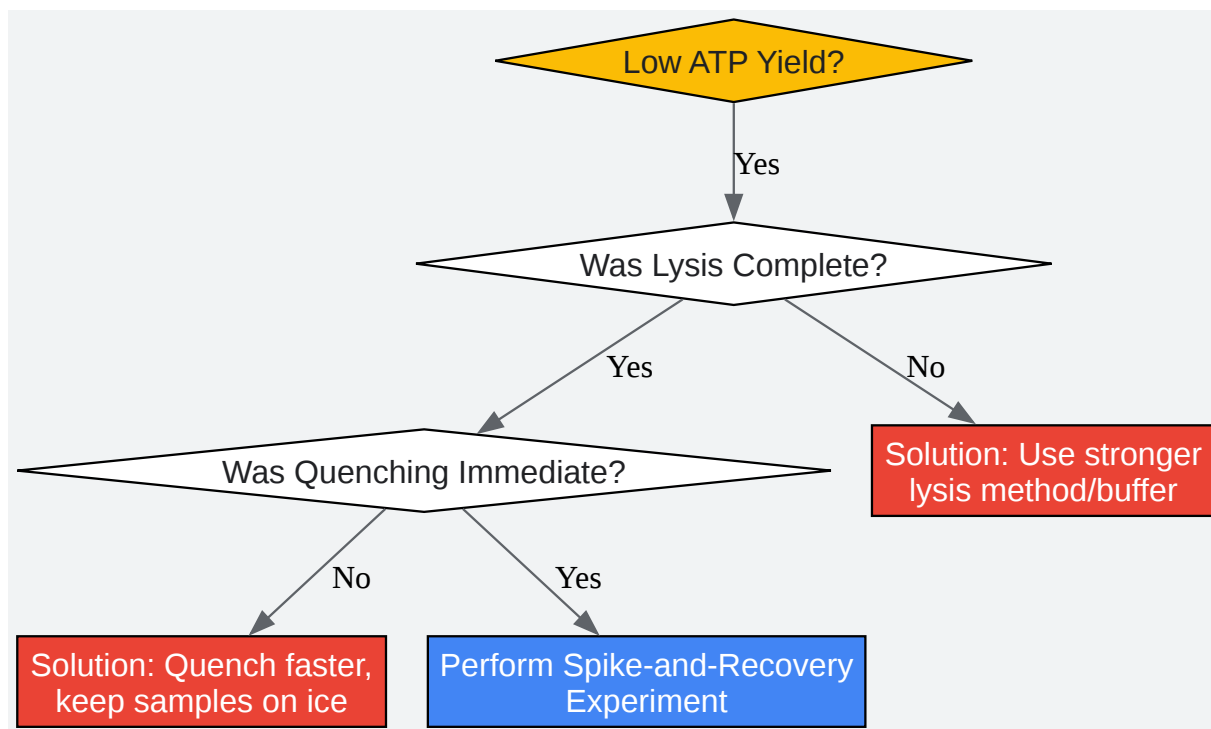 Low ATP Yield?
Yes
Was Lysis Complete?
Yes
No
Solution: Use stronger
lysis method/buffer
Was Quenching Immediate?
No
Yes
Solution: Quench faster,
keep samples on ice
Perform Spike-and-Recovery
Experiment